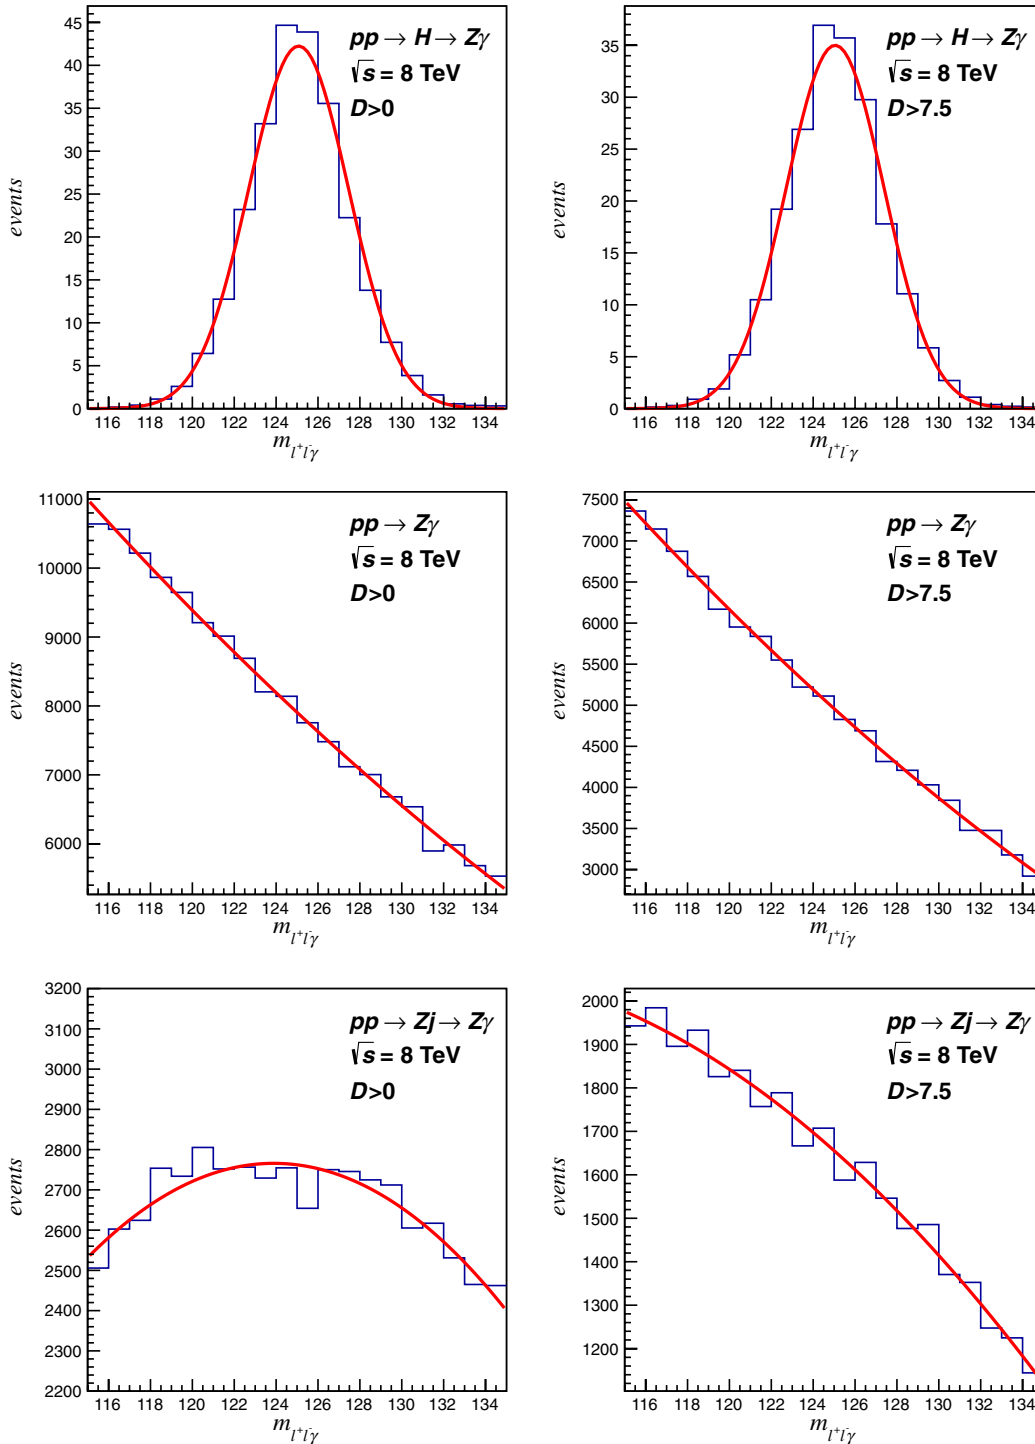 45
40
35
30
25
20
15
10
5
0
events
pp → H → Zγ
√s = 8 TeV
D>0
116 118 120 122 124 126 128 130 132 134
m_{l⁺l⁻γ}
35
30
25
20
15
10
5
0
events
pp → H → Zγ
√s = 8 TeV
D>7.5
116 118 120 122 124 126 128 130 132 134
m_{l⁺l⁻γ}
11000
10000
9000
8000
7000
6000
events
pp → Zγ
√s = 8 TeV
D>0
116 118 120 122 124 126 128 130 132 134
m_{l⁺l⁻γ}
7500
7000
6500
6000
5500
5000
4500
4000
3500
3000
events
pp → Zγ
√s = 8 TeV
D>7.5
116 118 120 122 124 126 128 130 132 134
m_{l⁺l⁻γ}
3200
3100
3000
2900
2800
2700
2600
2500
2400
2300
2200
events
pp → Zj → Zγ
√s = 8 TeV
D>0
116 118 120 122 124 126 128 130 132 134
m_{l⁺l⁻γ}
2000
1900
1800
1700
1600
1500
1400
1300
1200
events
pp → Zj → Zγ
√s = 8 TeV
D>7.5
116 118 120 122 124 126 128 130 132 134
m_{l⁺l⁻γ}